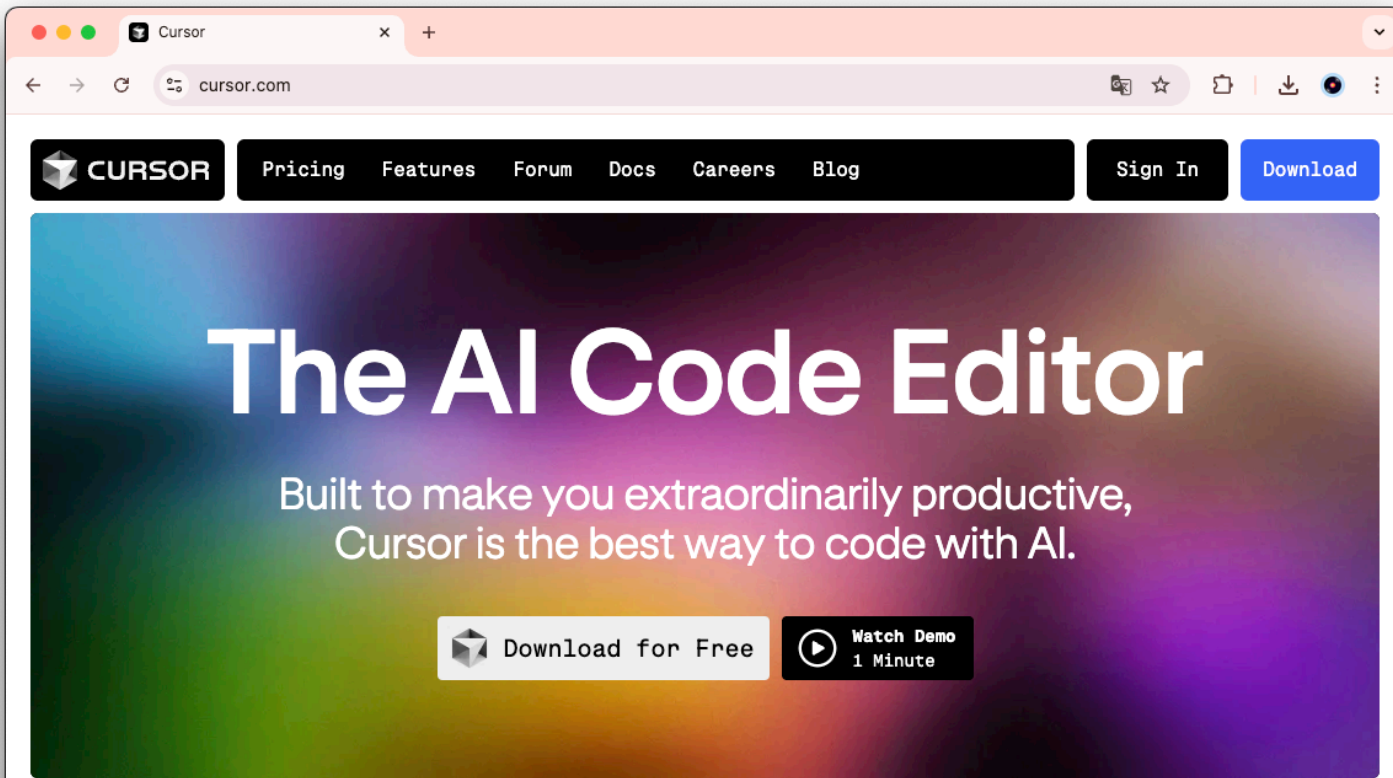 Cursor
cursor.com
CURSOR
Pricing Features Forum Docs Careers Blog
Sign In
Download
The AI Code Editor
Built to make you extraordinarily productive,
Cursor is the best way to code with AI.
Download for Free
Watch Demo
1 Minute